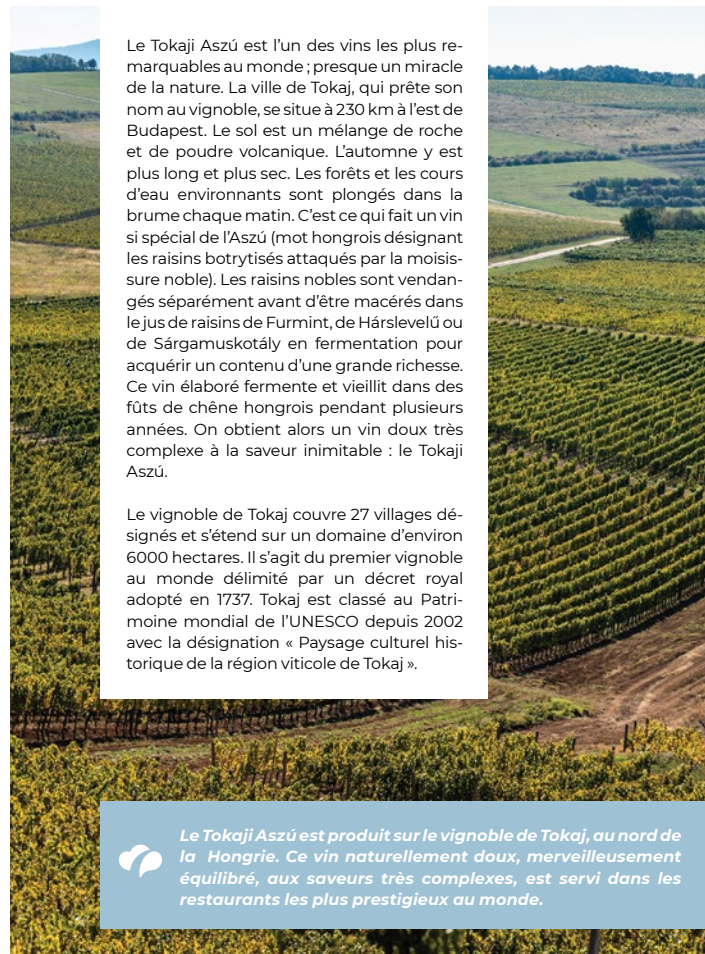 Le Tokaji Aszú est l’un des vins les plus re-
marquables au monde ; presque un miracle
de la nature. La ville de Tokaj, qui prête son
nom au vignoble, se situe à 230 km à l’est de
Budapest. Le sol est un mélange de roche
et de poudre volcanique. L’automne y est
plus long et plus sec. Les forêts et les cours
d’eau environnants sont plongés dans la
brume chaque matin. C’est ce qui fait un vin
si spécial de l’Aszú (mot hongrois désignant
les raisins botrytisés attaqués par la moisis-
sure noble). Les raisins nobles sont vendan-
gés séparément avant d’être macérés dans
le jus de raisins de Furmint, de Hárslevelű ou
de Sárgamuskotály en fermentation pour
acquérir un contenu d’une grande richesse.
Ce vin élaboré fermente et vieillit dans des
fûts de chêne hongrois pendant plusieurs
années. On obtient alors un vin doux très
complexe à la saveur inimitable : le Tokaji
Aszú.
Le vignoble de Tokaj couvre 27 villages dé-
signés et s’étend sur un domaine d’environ
6000 hectares. Il s’agit du premier vignoble
au monde délimité par un décret royal
adopté en 1737. Tokaj est classé au Patri-
moine mondial de l’UNESCO depuis 2002
avec la désignation « Paysage culturel his-
torique de la région viticole de Tokaj ».
Le Tokaji Aszú est produit sur le vignoble de Tokaj, au nord de
la Hongrie. Ce vin naturellement doux, merveilleusement
équilibré, aux saveurs très complexes, est servi dans les
restaurants les plus prestigieux au monde.